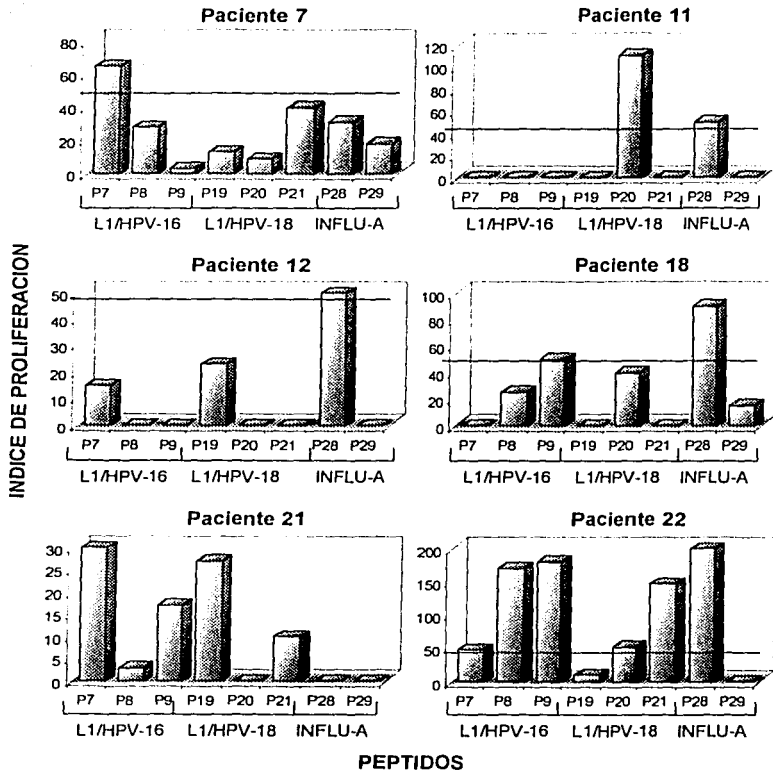 Paciente 7
80
60
40
20
0
P7 P8 P9 P19 P20 P21 P28 P29
L1/HPV-16 L1/HPV-18 INFLU-A
Paciente 11
120
100
80
60
40
20
0
P7 P8 P9 P19 P20 P21 P28 P29
L1/HPV-16 L1/HPV-18 INFLU-A
INDICE DE PROLIFERACION
Paciente 12
50
40
30
20
10
0
P7 P8 P9 P19 P20 P21 P28 P29
L1/HPV-16 L1/HPV-18 INFLU-A
Paciente 18
100
80
60
40
20
0
P7 P8 P9 P19 P20 P21 P28 P29
L1/HPV-16 L1/HPV-18 INFLU-A
Paciente 21
30
25
20
15
10
5
0
P7 P8 P9 P19 P20 P21 P28 P29
L1/HPV-16 L1/HPV-18 INFLU-A
Paciente 22
200
150
100
50
0
P7 P8 P9 P19 P20 P21 P28 P29
L1/HPV-16 L1/HPV-18 INFLU-A
PEPTIDOS